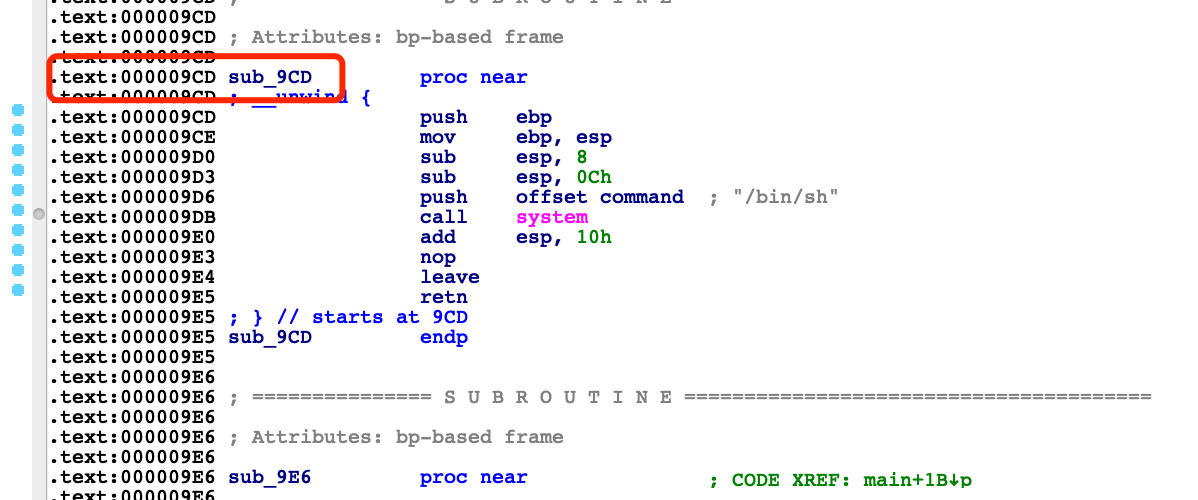 .text:000009CD ; S U B R O U T I N E
.text:000009CD
.text:000009CD ; Attributes: bp-based frame
.text:000009CD
.text:000009CD sub_9CD proc near
.text:000009CD ; __unwind {
.text:000009CD push ebp
.text:000009CE mov ebp, esp
.text:000009D0 sub esp, 8
.text:000009D3 sub esp, 0Ch
.text:000009D6 push offset command ; "/bin/sh"
.text:000009DB call system
.text:000009E0 add esp, 10h
.text:000009E3 nop
.text:000009E4 leave
.text:000009E5 retn
.text:000009E5 ; } // starts at 9CD
.text:000009E5 sub_9CD endp
.text:000009E5
.text:000009E6
.text:000009E6 ; =============== S U B R O U T I N E =======================================
.text:000009E6
.text:000009E6 ; Attributes: bp-based frame
.text:000009E6
.text:000009E6 sub_9E6 proc near ; CODE XREF: main+1B↓p
.text:000009E6